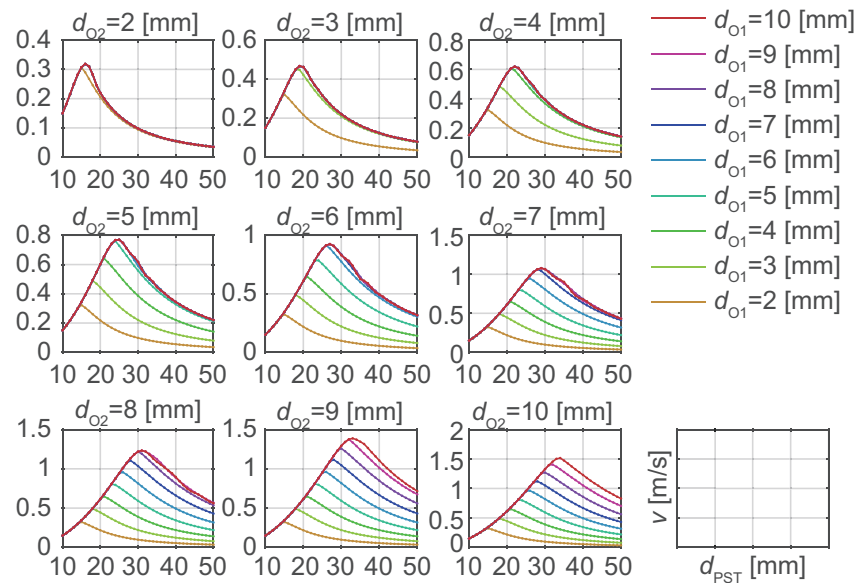 d_O2=2 [mm]
0.4
0.3
0.2
0.1
0
10 20 30 40 50
d_O2=3 [mm]
0.6
0.4
0.2
0
10 20 30 40 50
d_O2=4 [mm]
0.8
0.6
0.4
0.2
0
10 20 30 40 50
d_O2=5 [mm]
0.8
0.6
0.4
0.2
0
10 20 30 40 50
d_O2=6 [mm]
1
0.5
0
10 20 30 40 50
d_O2=7 [mm]
1.5
1
0.5
0
10 20 30 40 50
d_O2=8 [mm]
1.5
1
0.5
0
10 20 30 40 50
d_O2=9 [mm]
1.5
1
0.5
0
10 20 30 40 50
d_O2=10 [mm]
2
1.5
1
0.5
0
10 20 30 40 50
d_O1=10 [mm]
d_O1=9 [mm]
d_O1=8 [mm]
d_O1=7 [mm]
d_O1=6 [mm]
d_O1=5 [mm]
d_O1=4 [mm]
d_O1=3 [mm]
d_O1=2 [mm]
v [m/s]
d_PST [mm]